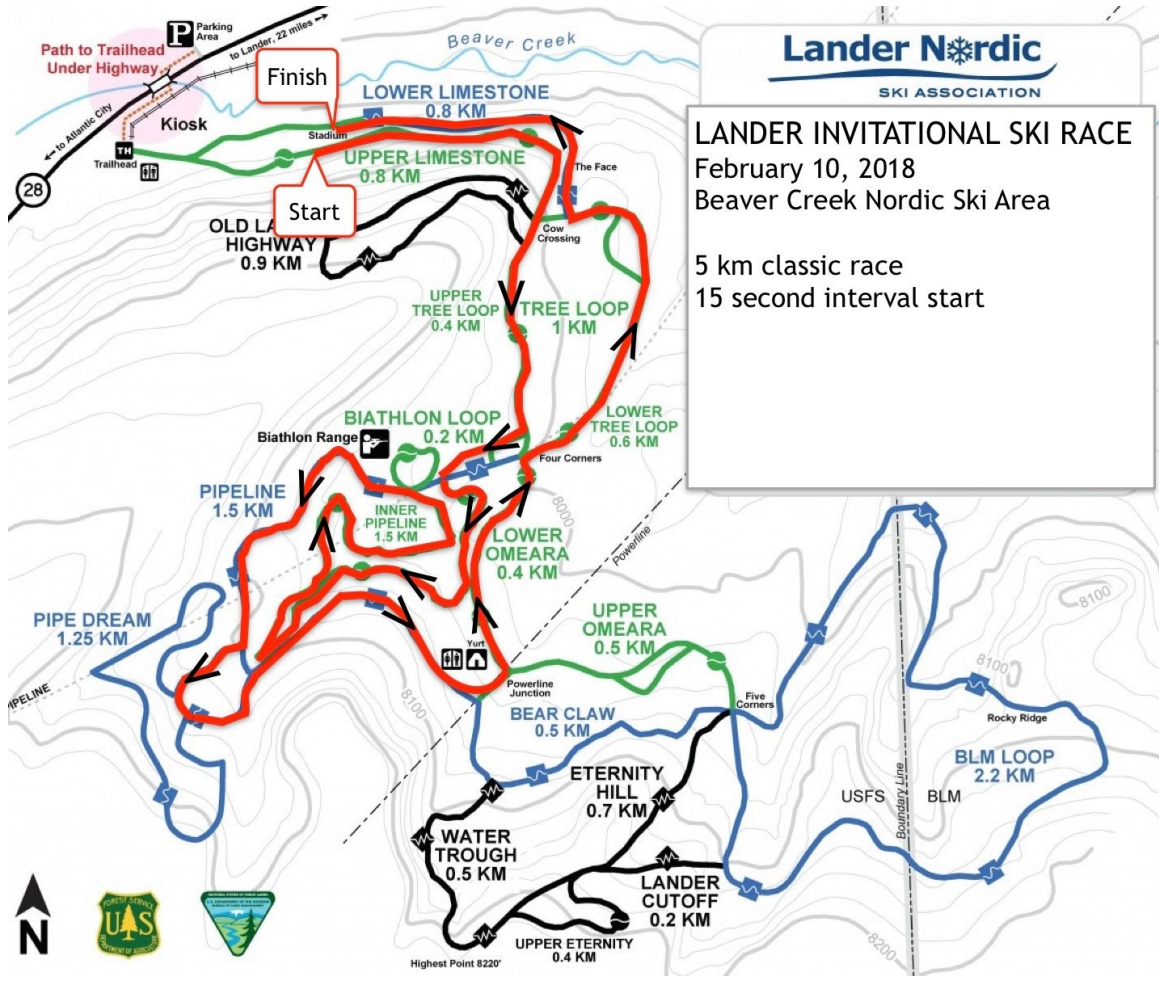 Parking
Area
P
to Lander, 22 miles
Path to Trailhead
Under Highway
Beaver Creek
Finish
LOWER LIMESTONE
0.8 KM
Kiosk
Stadium
to Atlantic City
TH
Trailhead
UPPER LIMESTONE
0.8 KM
The Face
28
Start
OLD LA
HIGHWAY
0.9 KM
Cow
Crossing
UPPER
TREE LOOP
0.4 KM
TREE LOOP
1 KM
BIATHLON LOOP
0.2 KM
Biathlon Range
LOWER
TREE LOOP
0.6 KM
Four Corners
PIPELINE
1.5 KM
INNER
PIPELINE
1.5 KM
8000
LOWER
OMEARA
0.4 KM
Powerline
PIPE DREAM
1.25 KM
UPPER
OMEARA
0.5 KM
8100
Yurt
8100
8100
Powerline
Junction
IPELINE
Five
Corners
BEAR CLAW
0.5 KM
Rocky Ridge
BLM LOOP
2.2 KM
ETERNITY
HILL
0.7 KM
USFS
BLM
Boundary Line
WATER
TROUGH
0.5 KM
LANDER
CUTOFF
0.2 KM
UPPER ETERNITY
0.4 KM
8200
Highest Point 8220'
N
FOREST SERVICE
U S
DEPARTMENT OF AGRICULTURE
Lander Nordic
SKI ASSOCIATION
LANDER INVITATIONAL SKI RACE
February 10, 2018
Beaver Creek Nordic Ski Area
5 km classic race
15 second interval start